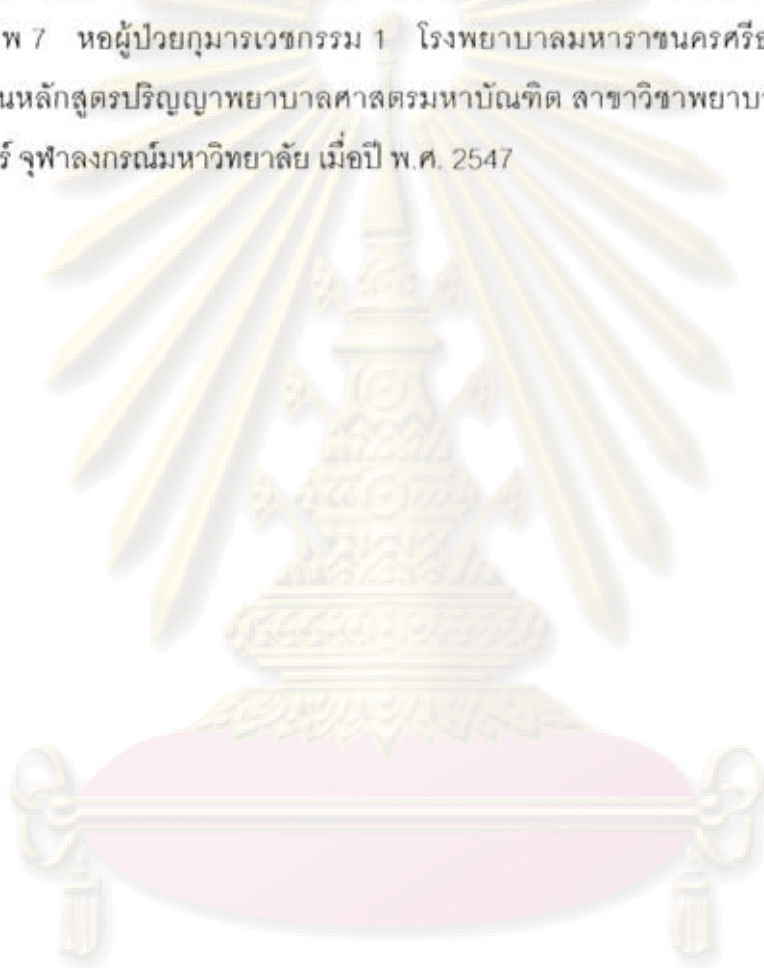 พ 7 หอผู้ป่วยกุมารเวชกรรม 1 โรงพยาบาลมหาราชนครศรีธ
นหลักสูตรปริญญาพยาบาลศาสตรมหาบัณฑิต สาขาวิชาพยาบา
ร์ จุฬาลงกรณ์มหาวิทยาลัย เมื่อปี พ.ศ. 2547